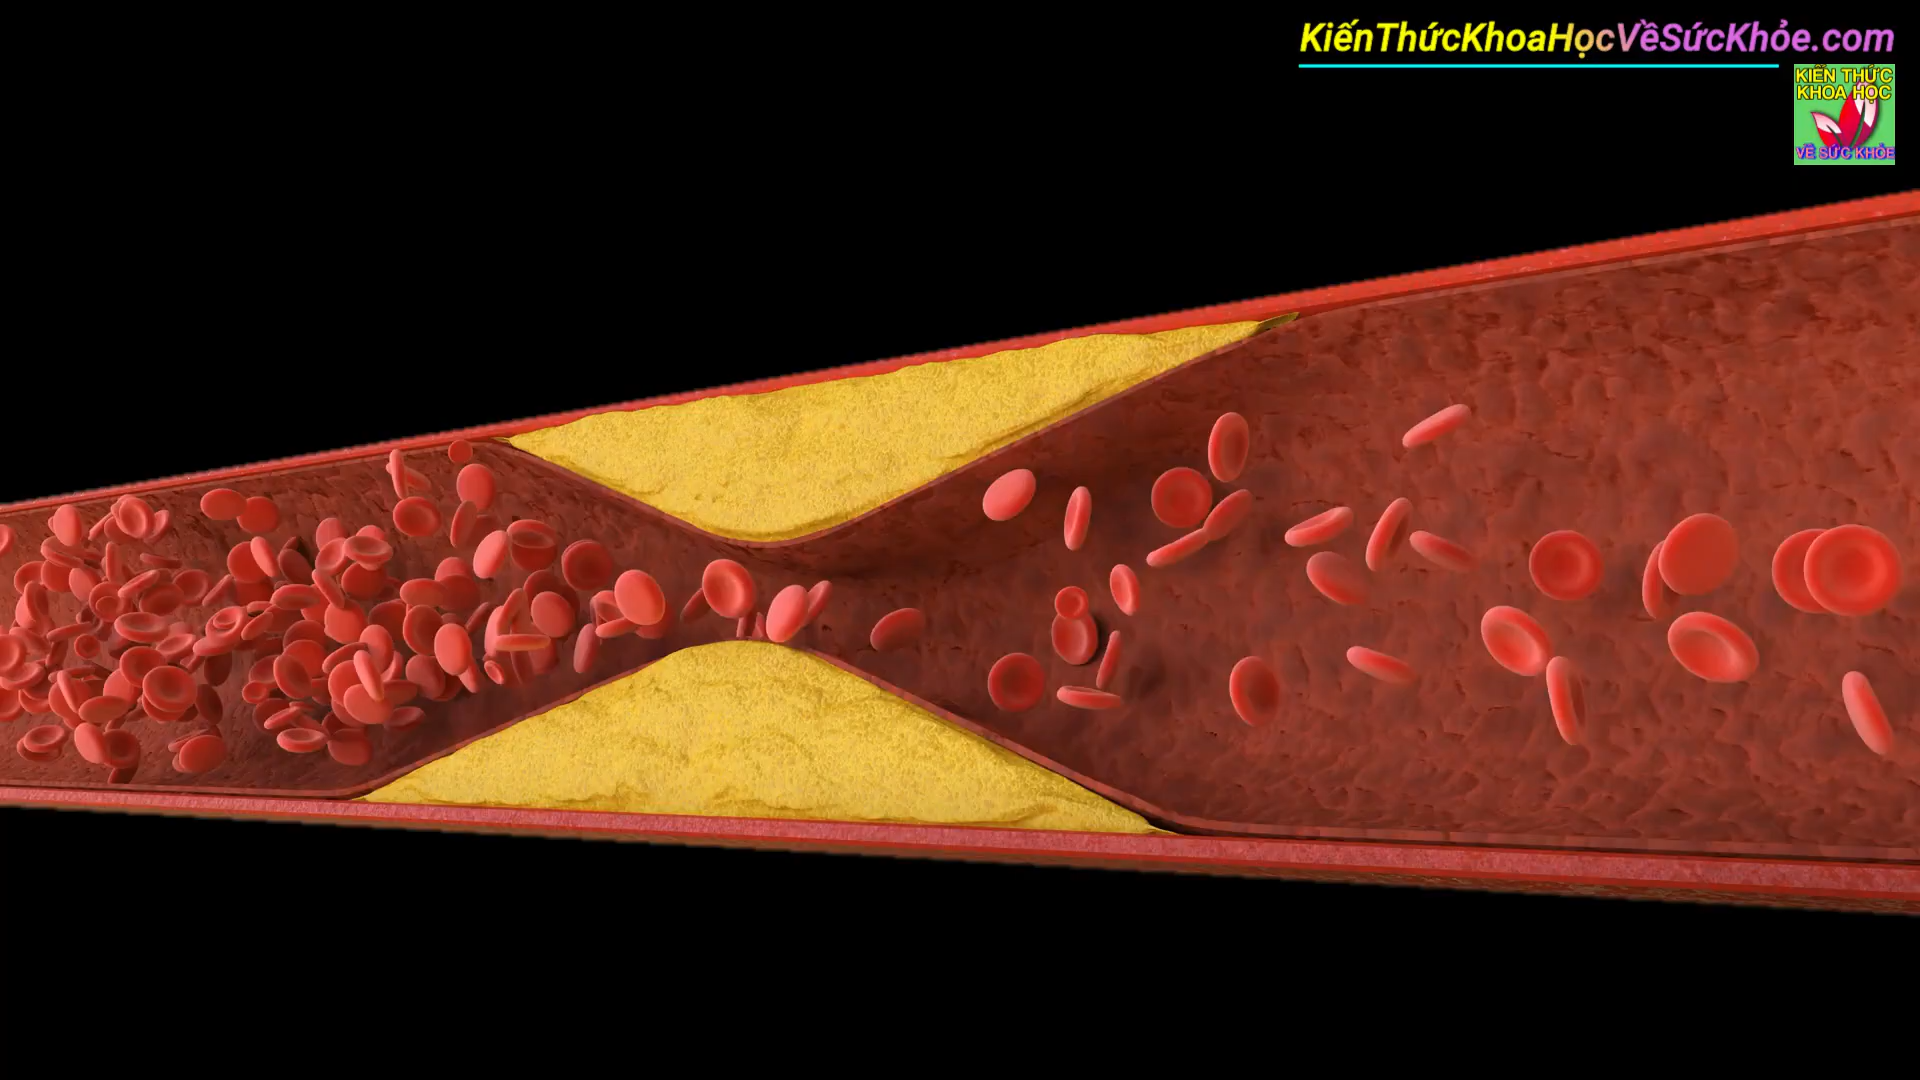 KiếnThứcKhoaHọcVềSứcKhỏe.com
KIẾN THỨC
KHOA HỌC
VỀ SỨC KHỎE